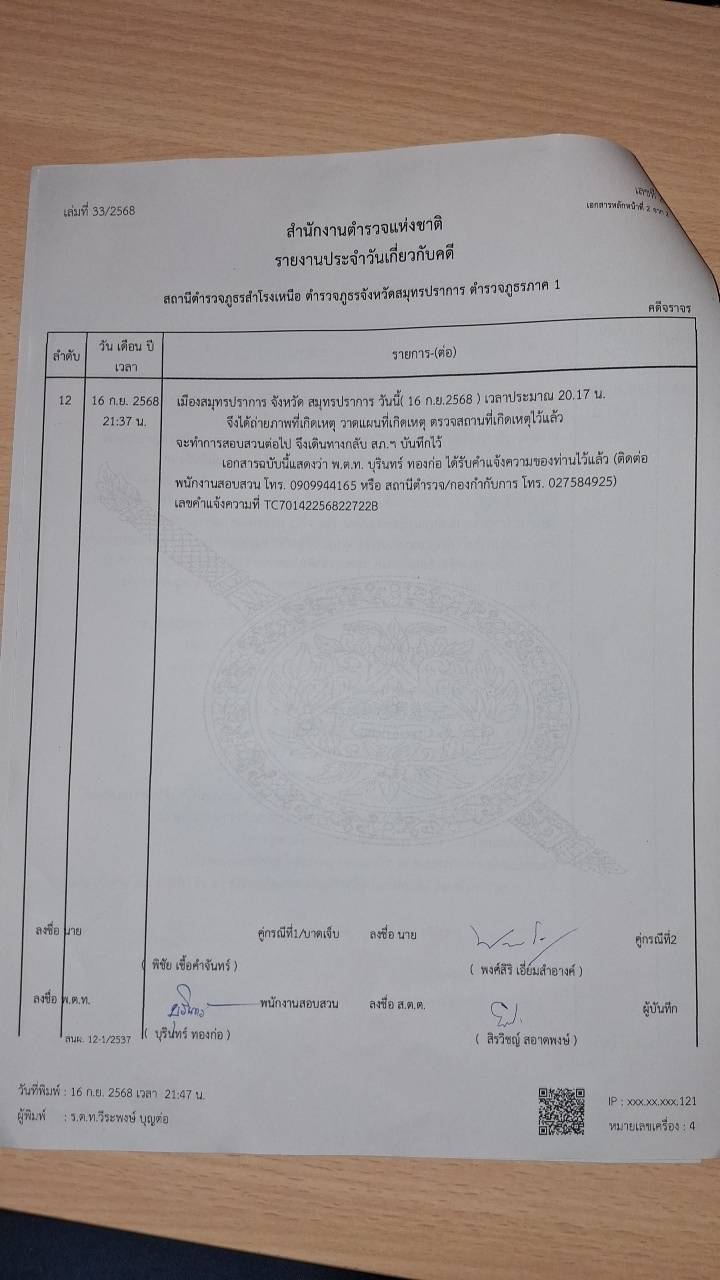 เล่มที่ 33/2568
เลขที่
เอกสารหลักหน้าที่ 2 จาก 2
สำนักงานตำรวจแห่งชาติ
รายงานประจำวันเกี่ยวกับคดี
สถานีตำรวจภูธรสำโรงเหนือ ตำรวจภูธรจังหวัดสมุทรปราการ ตำรวจภูธรภาค 1
คดีจราจร
ลำดับ วัน เดือน ปี เวลา รายการ-(ต่อ)
12 16 ก.ย. 2568 21:37 น.
เมืองสมุทรปราการ จังหวัด สมุทรปราการ วันนี้( 16 ก.ย.2568 ) เวลาประมาณ 20.17 น.
จึงได้ถ่ายภาพที่เกิดเหตุ วาดแผนที่เกิดเหตุ ตรวจสถานที่เกิดเหตุไว้แล้ว
จะทำการสอบสวนต่อไป จึงเดินทางกลับ สภ.ฯ บันทึกไว้
เอกสารฉบับนี้แสดงว่า พ.ต.ท. บุรินทร์ ทองก่อ ได้รับคำแจ้งความของท่านไว้แล้ว (ติดต่อ
พนักงานสอบสวน โทร. 0909944165 หรือ สถานีตำรวจ/กองกำกับการ โทร. 027584925)
เลขคำแจ้งความที่ TC70142256822722B
ลงชื่อ นาย คู่กรณีที่1/บาดเจ็บ ลงชื่อ นาย คู่กรณีที่2
( พิชัย เชื้อคำจันทร์ ) ( พงศ์สิริ เอี่ยมสำอางค์ )
ลงชื่อ พ.ต.ท. บุรินทร์ พนักงานสอบสวน ลงชื่อ ส.ต.ต. ผู้บันทึก
สนผ. 12-1/2537 ( บุรินทร์ ทองก่อ ) ( สิรวิชญ์ สอาดพงษ์ )
วันที่พิมพ์ : 16 ก.ย. 2568 เวลา 21:47 น.
ผู้พิมพ์ : ร.ต.ท.วีระพงษ์ บุญต่อ
IP : xxx.xx.xxx.121
หมายเลขเครื่อง : 4